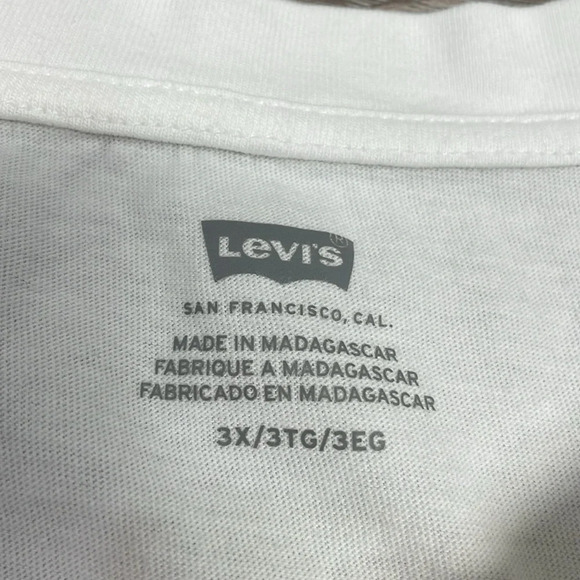 Levi's
SAN FRANCISCO, CAL.
MADE IN MADAGASCAR
FABRIQUE A MADAGASCAR
FABRICADO EN MADAGASCAR
3X/3TG/3EG